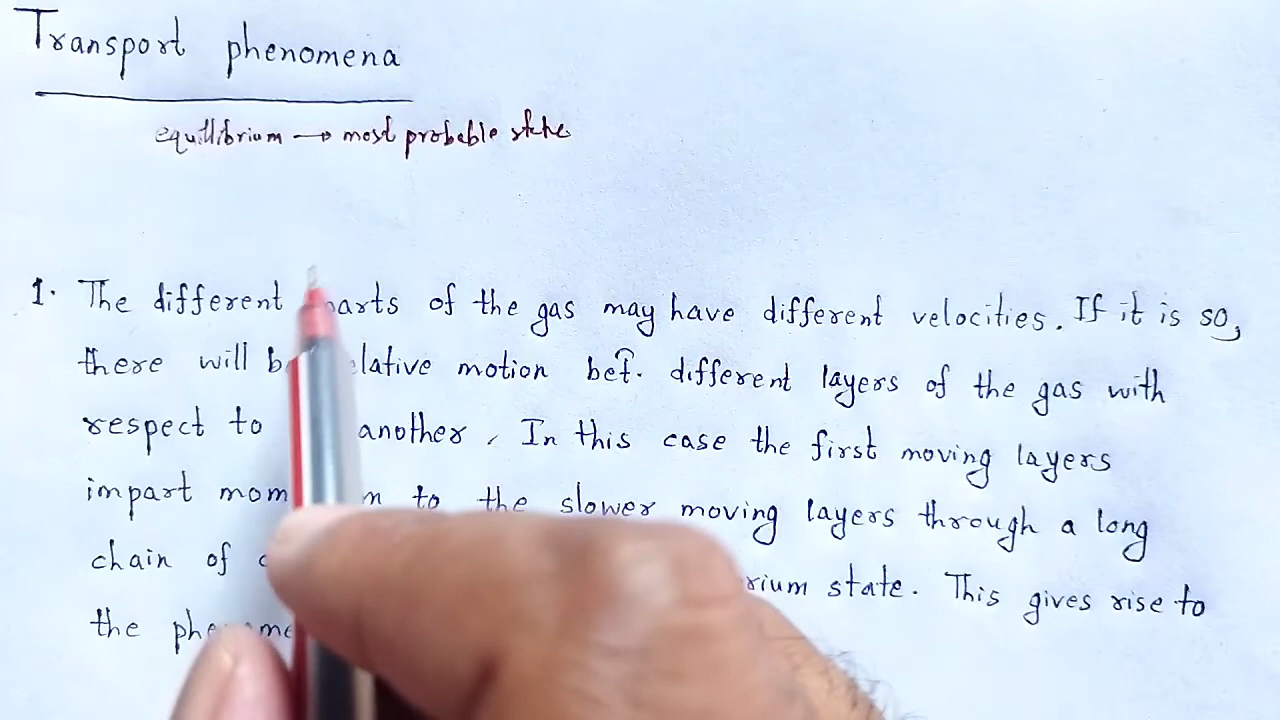 Transport phenomena
equilibrium → most probable state
1. The different parts of the gas may have different velocities. If it is so,
there will relative motion bet. different layers of the gas with
respect to another. In this case the first moving layers
impart to the slower moving layers through a long
chain of state. This gives rise to
the